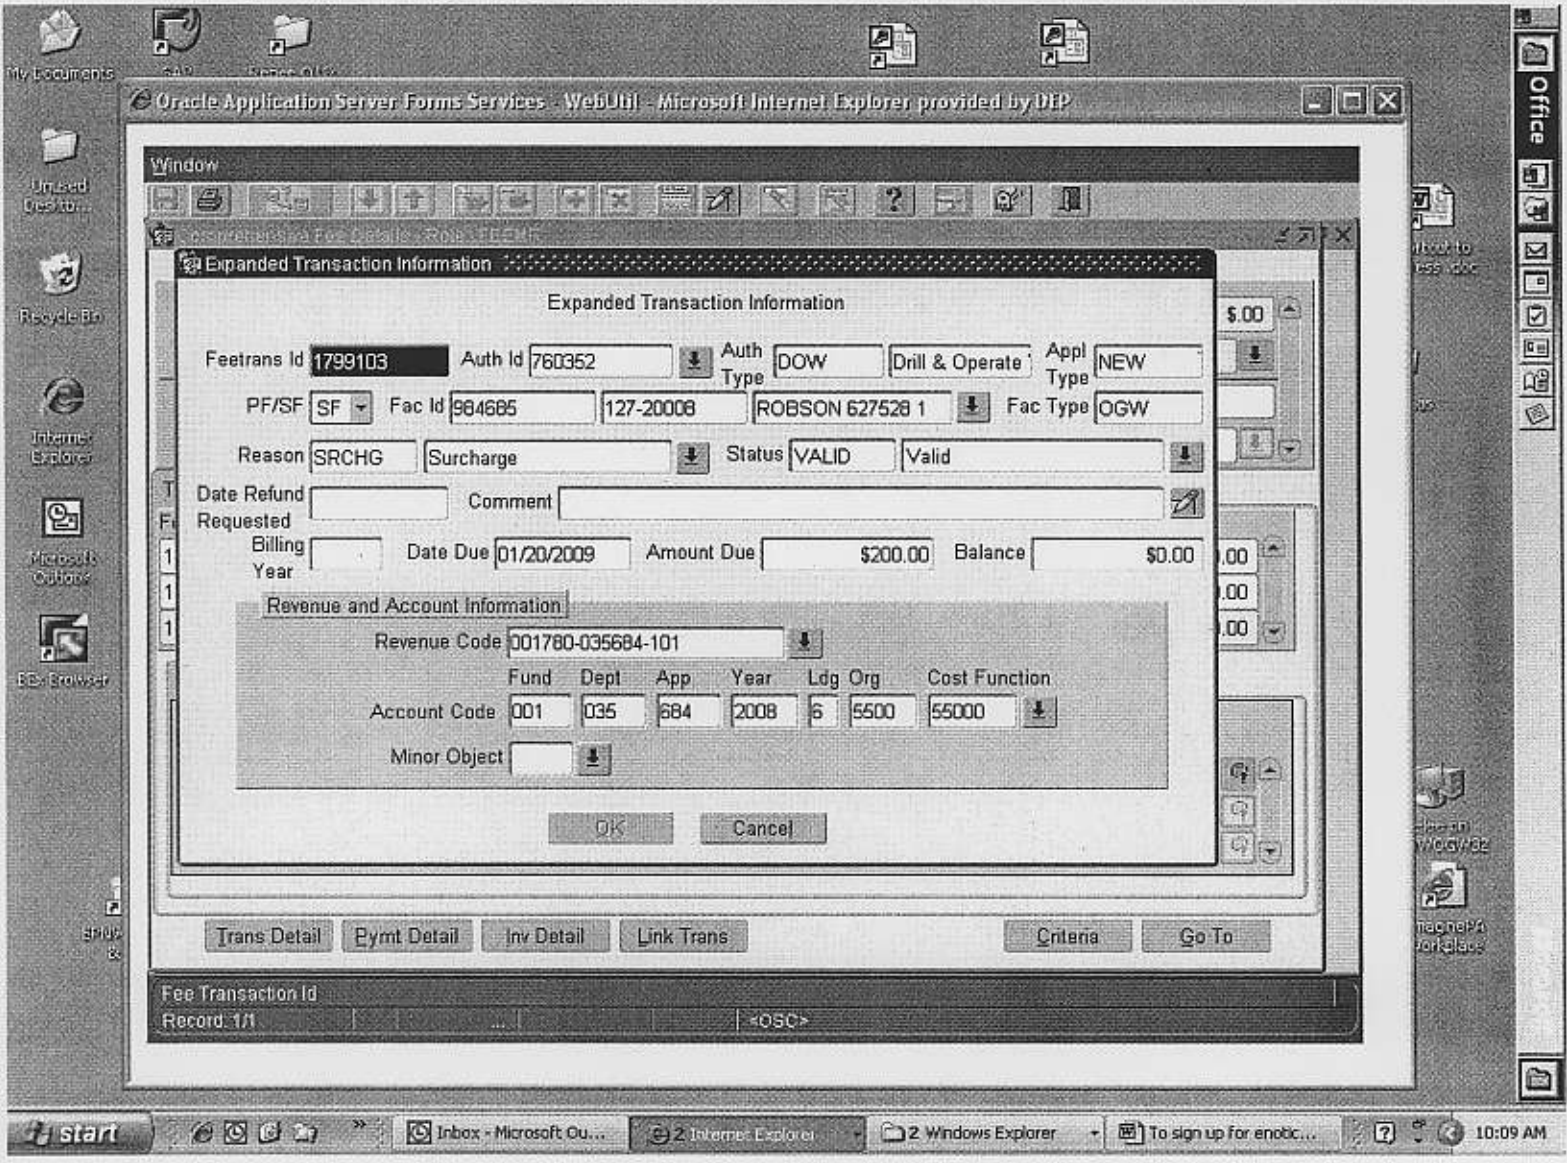 My Documents
Oracle Application Server Forms Services - WebUtil - Microsoft Internet Explorer provided by DEP
Office
Window
Unused
Deskto...
Recycle Bin
Internet
Explorer
Microsoft
Outlook
BEx Browser
Expanded Transaction Information
Expanded Transaction Information
$.00
Feetrans Id 1799103 Auth Id 760352 Auth Type DOW Drill & Operate Appl Type NEW
PF/SF SF Fac Id 984685 127-20008 ROBSON 627528 1 Fac Type OGW
Reason SRCHG Surcharge Status VALID Valid
Date Refund Requested Comment
Billing Year Date Due 01/20/2009 Amount Due $200.00 Balance $0.00
.00
.00
.00
Revenue and Account Information
Revenue Code 001780-035684-101
Fund Dept App Year Ldg Org Cost Function
Account Code 001 035 684 2008 6 5500 55000
Minor Object
OK Cancel
Trans Detail Pymt Detail Inv Detail Link Trans Criteria Go To
Fee Transaction Id
Record: 1/1 ... <OSC>
start Inbox - Microsoft Ou... 2 Internet Explorer 2 Windows Explorer To sign up for enotic... 10:09 AM